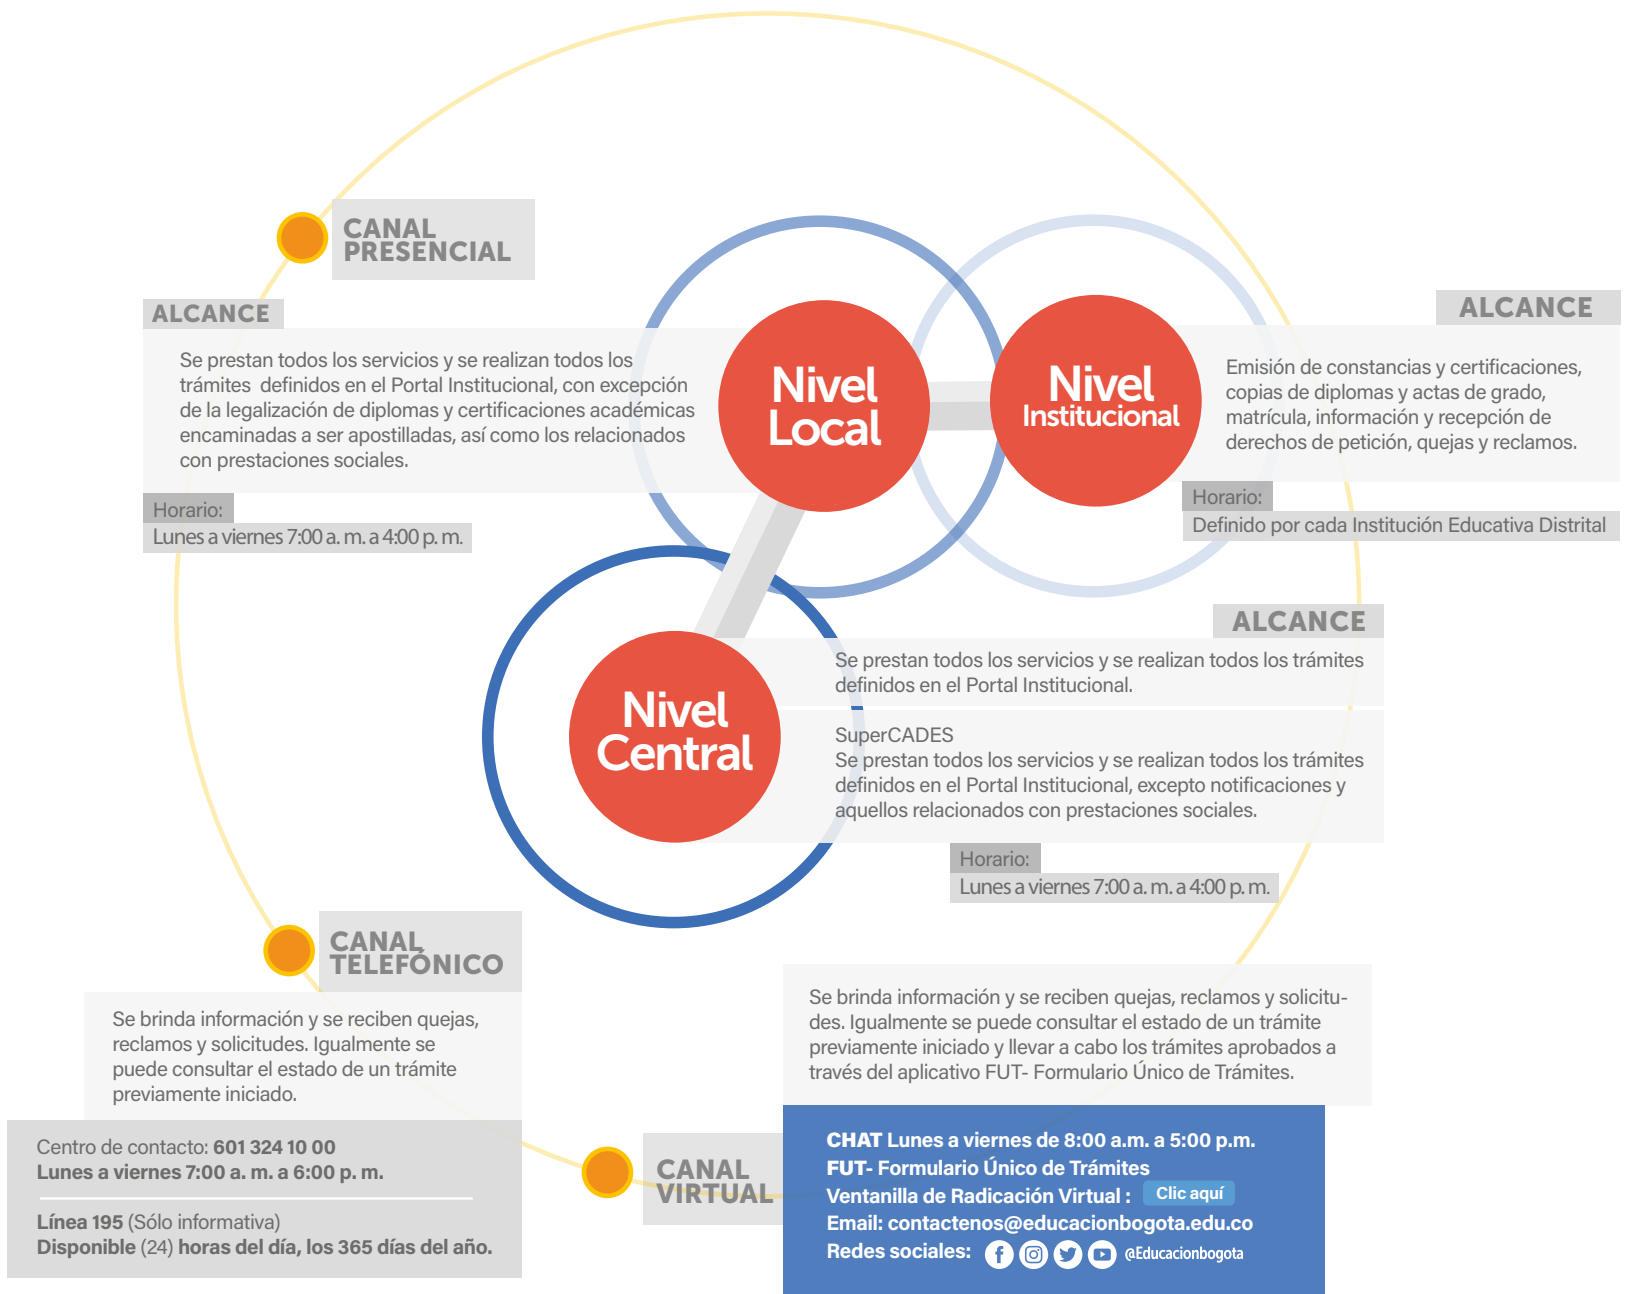 CANAL
PRESENCIAL
ALCANCE
Se prestan todos los servicios y se realizan todos los
trámites definidos en el Portal Institucional, con excepción
de la legalización de diplomas y certificaciones académicas
encaminadas a ser apostilladas, así como los relacionados
con prestaciones sociales.
Horario:
Lunes a viernes 7:00 a. m. a 4:00 p. m.
Nivel
Local
Nivel
Institucional
ALCANCE
Emisión de constancias y certificaciones,
copias de diplomas y actas de grado,
matrícula, información y recepción de
derechos de petición, quejas y reclamos.
Horario:
Definido por cada Institución Educativa Distrital
Nivel
Central
ALCANCE
Se prestan todos los servicios y se realizan todos los trámites
definidos en el Portal Institucional.
SuperCADES
Se prestan todos los servicios y se realizan todos los trámites
definidos en el Portal Institucional, excepto notificaciones y
aquellos relacionados con prestaciones sociales.
Horario:
Lunes a viernes 7:00 a. m. a 4:00 p. m.
CANAL
TELEFÓNICO
Se brinda información y se reciben quejas,
reclamos y solicitudes. Igualmente se
puede consultar el estado de un trámite
previamente iniciado.
Centro de contacto: 601 324 10 00
Lunes a viernes 7:00 a. m. a 6:00 p. m.
Línea 195 (Sólo informativa)
Disponible (24) horas del día, los 365 días del año.
CANAL
VIRTUAL
Se brinda información y se reciben quejas, reclamos y solicitu-
des. Igualmente se puede consultar el estado de un trámite
previamente iniciado y llevar a cabo los trámites aprobados a
través del aplicativo FUT- Formulario Único de Trámites.
CHAT Lunes a viernes de 8:00 a.m. a 5:00 p.m.
FUT- Formulario Único de Trámites
Ventanilla de Radicación Virtual : Clic aquí
Email: contactenos@educacionbogota.edu.co
Redes sociales: @Educacionbogota